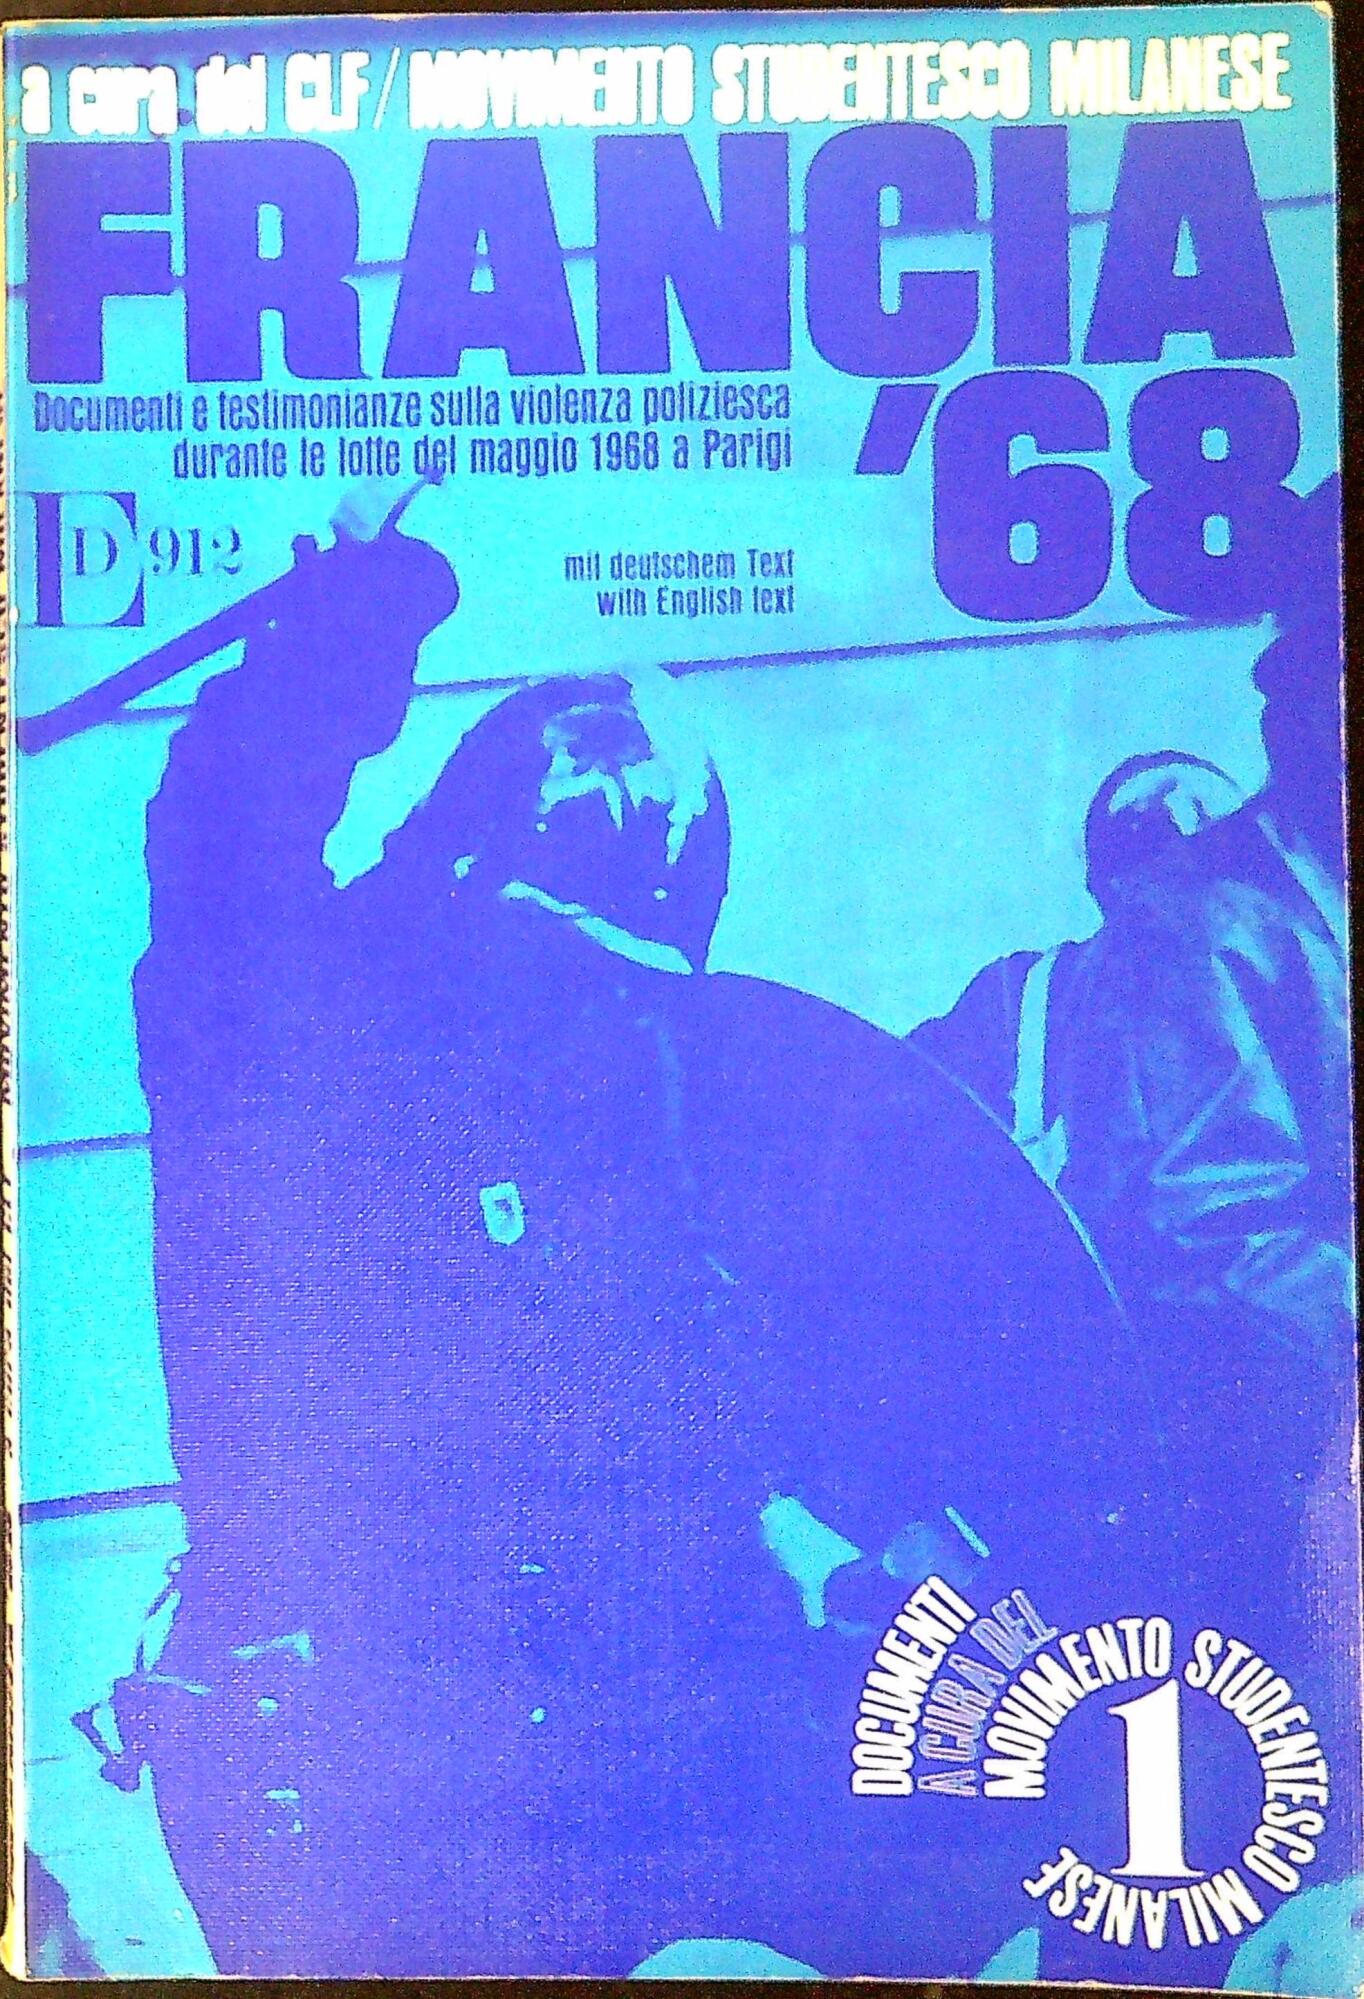 a cura del CLF / MOVIMENTO STUDENTESCO MILANESE
FRANCIA
'68
Documenti e testimonianze sulla violenza poliziesca
durante le lotte del maggio 1968 a Parigi
ED 912
mit deutschem Text
with English text
DOCUMENTI
A CURA DEL
MOVIMENTO STUDENTESCO MILANESE
1